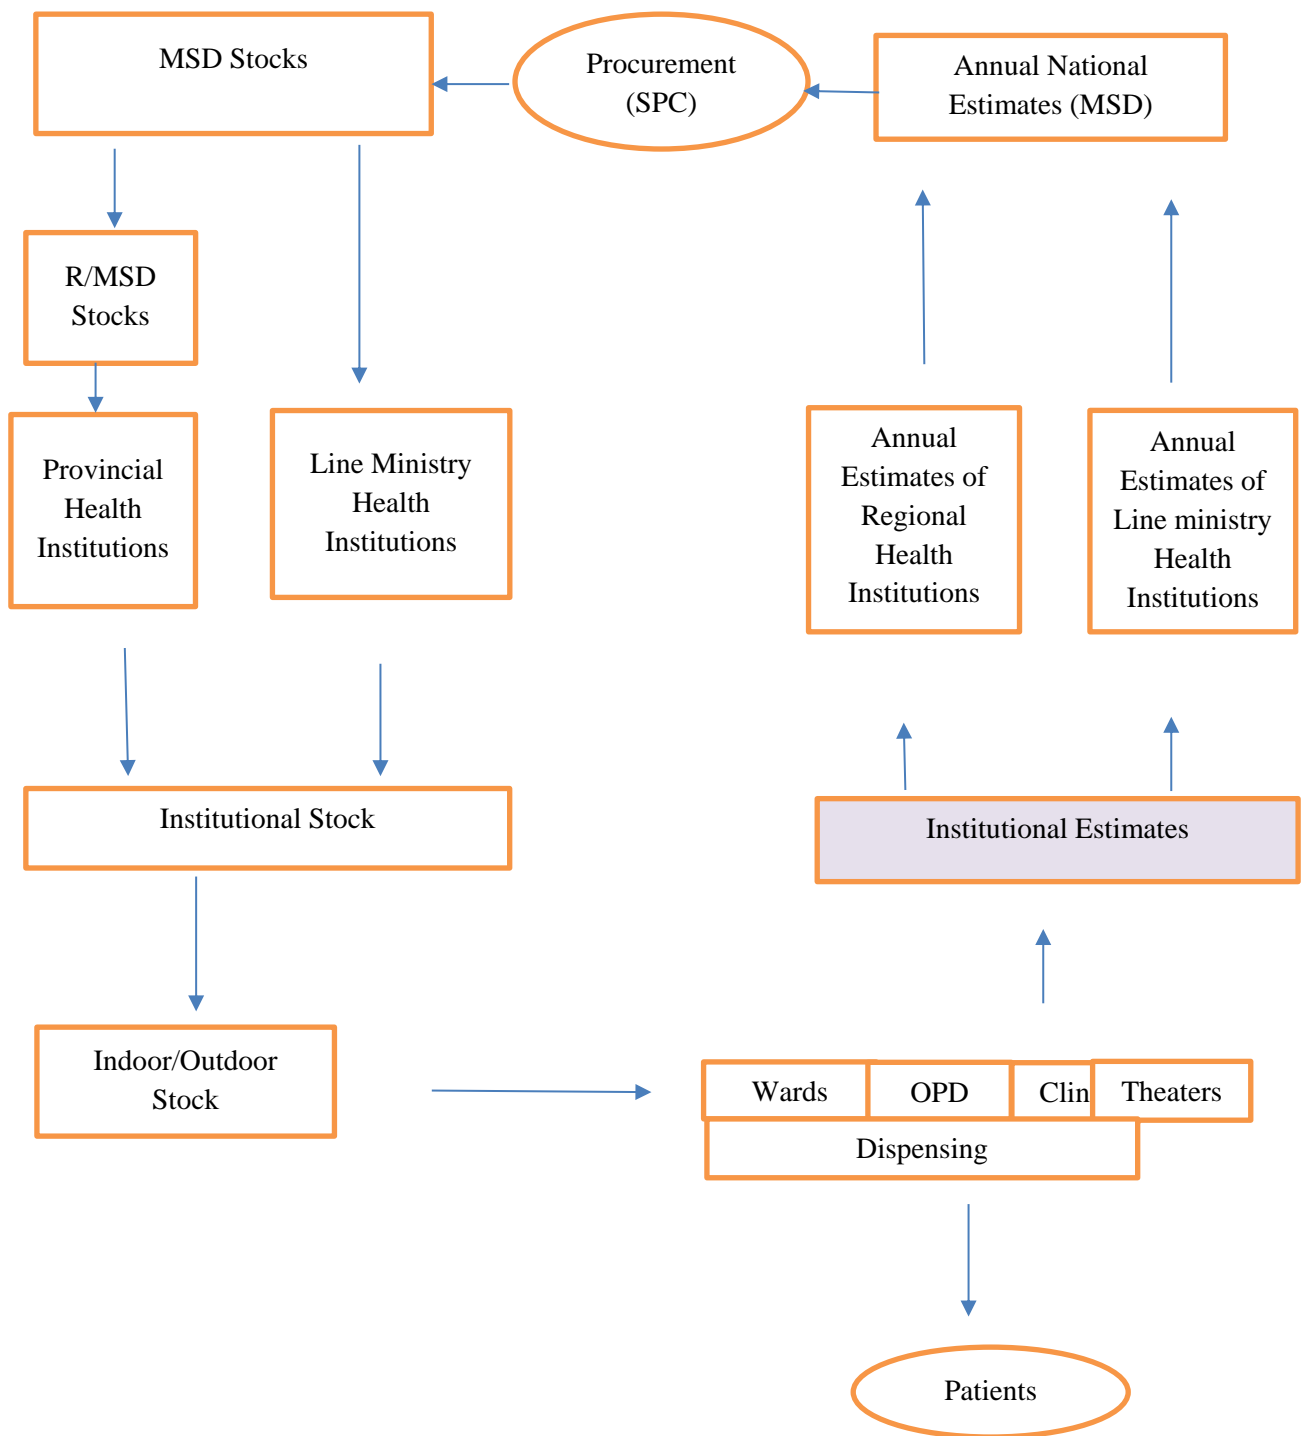 MSD Stocks
Procurement
(SPC)
Annual National
Estimates (MSD)
R/MSD
Stocks
Provincial
Health
Institutions
Line Ministry
Health
Institutions
Annual
Estimates of
Regional
Health
Institutions
Annual
Estimates of
Line ministry
Health
Institutions
Institutional Stock
Institutional Estimates
Indoor/Outdoor
Stock
Wards
OPD
Clin
Theaters
Dispensing
Patients